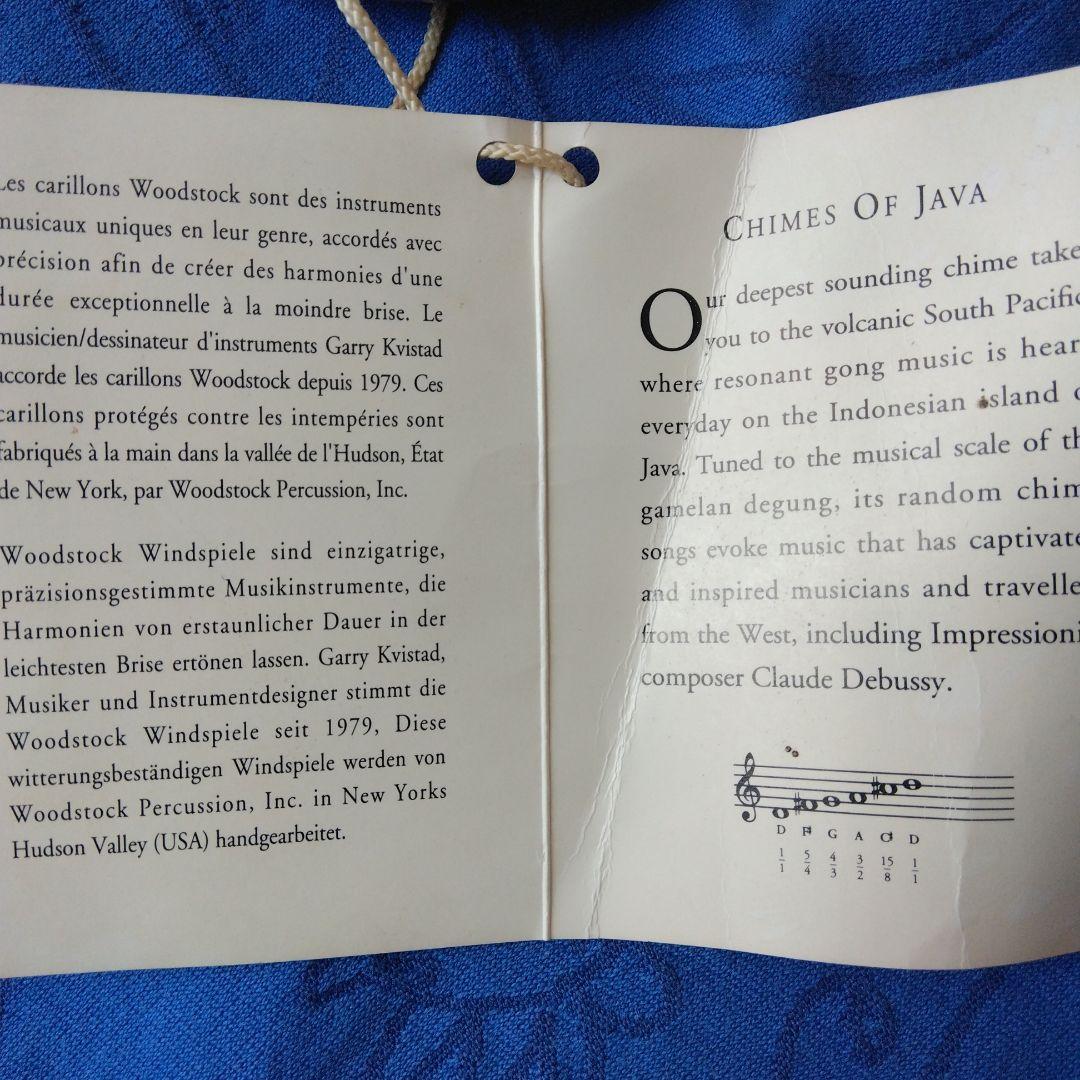 Les carillons Woodstock sont des instruments
musicaux uniques en leur genre, accordés avec
précision afin de créer des harmonies d'une
durée exceptionnelle à la moindre brise. Le
musicien/dessinateur d'instruments Garry Kvistad
accorde les carillons Woodstock depuis 1979. Ces
carillons protégés contre les intempéries sont
fabriqués à la main dans la vallée de l'Hudson, État
de New York, par Woodstock Percussion, Inc.
Woodstock Windspiele sind einzigatrige,
präzisionsgestimmte Musikinstrumente, die
Harmonien von erstaunlicher Dauer in der
leichtesten Brise ertönen lassen. Garry Kvistad,
Musiker und Instrumentdesigner stimmt die
Woodstock Windspiele seit 1979, Diese
witterungsbeständigen Windspiele werden von
Woodstock Percussion, Inc. in New Yorks
Hudson Valley (USA) handgearbeitet.
CHIMES OF JAVA
Our deepest sounding chime take
you to the volcanic South Pacific
where resonant gong music is hear
everyday on the Indonesian island o
Java. Tuned to the musical scale of th
gamelan degung, its random chim
songs evoke music that has captivate
and inspired musicians and travelle
from the West, including Impressioni
composer Claude Debussy.
D F# G A C# D
1/1 5/4 4/3 3/2 15/8 1/1